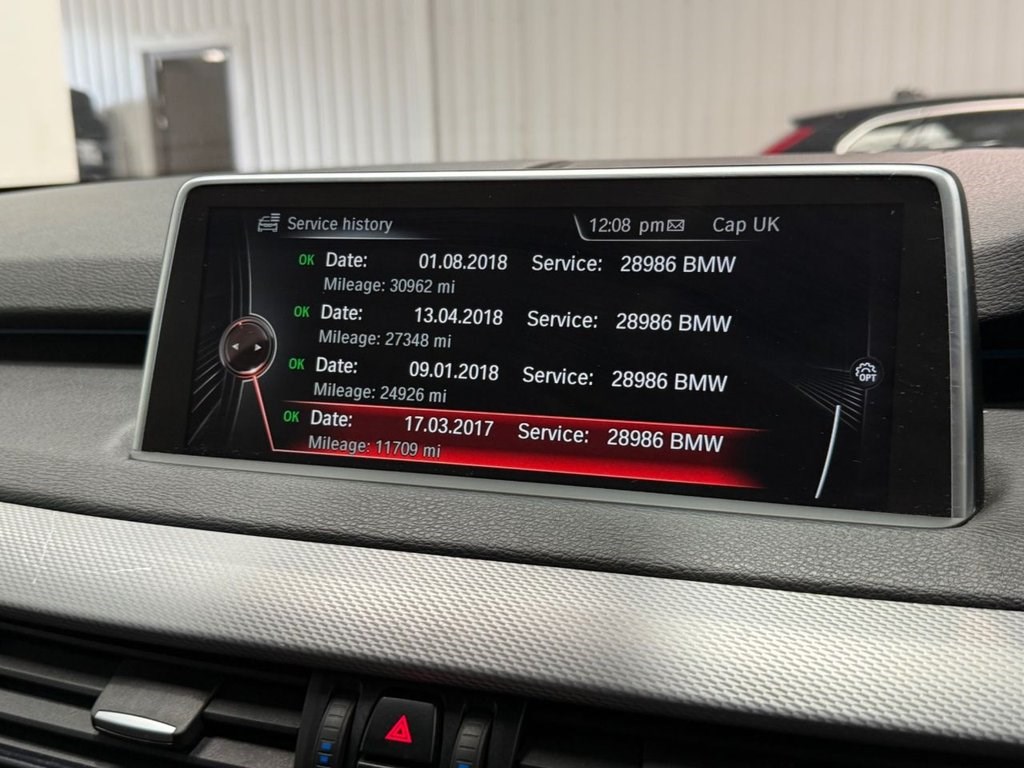 Service history 12:08 pm Cap UK
OK Date: 01.08.2018 Service: 28986 BMW
Mileage: 30962 mi
OK Date: 13.04.2018 Service: 28986 BMW
Mileage: 27348 mi
OK Date: 09.01.2018 Service: 28986 BMW
Mileage: 24926 mi
OK Date: 17.03.2017 Service: 28986 BMW
Mileage: 11709 mi
OPT